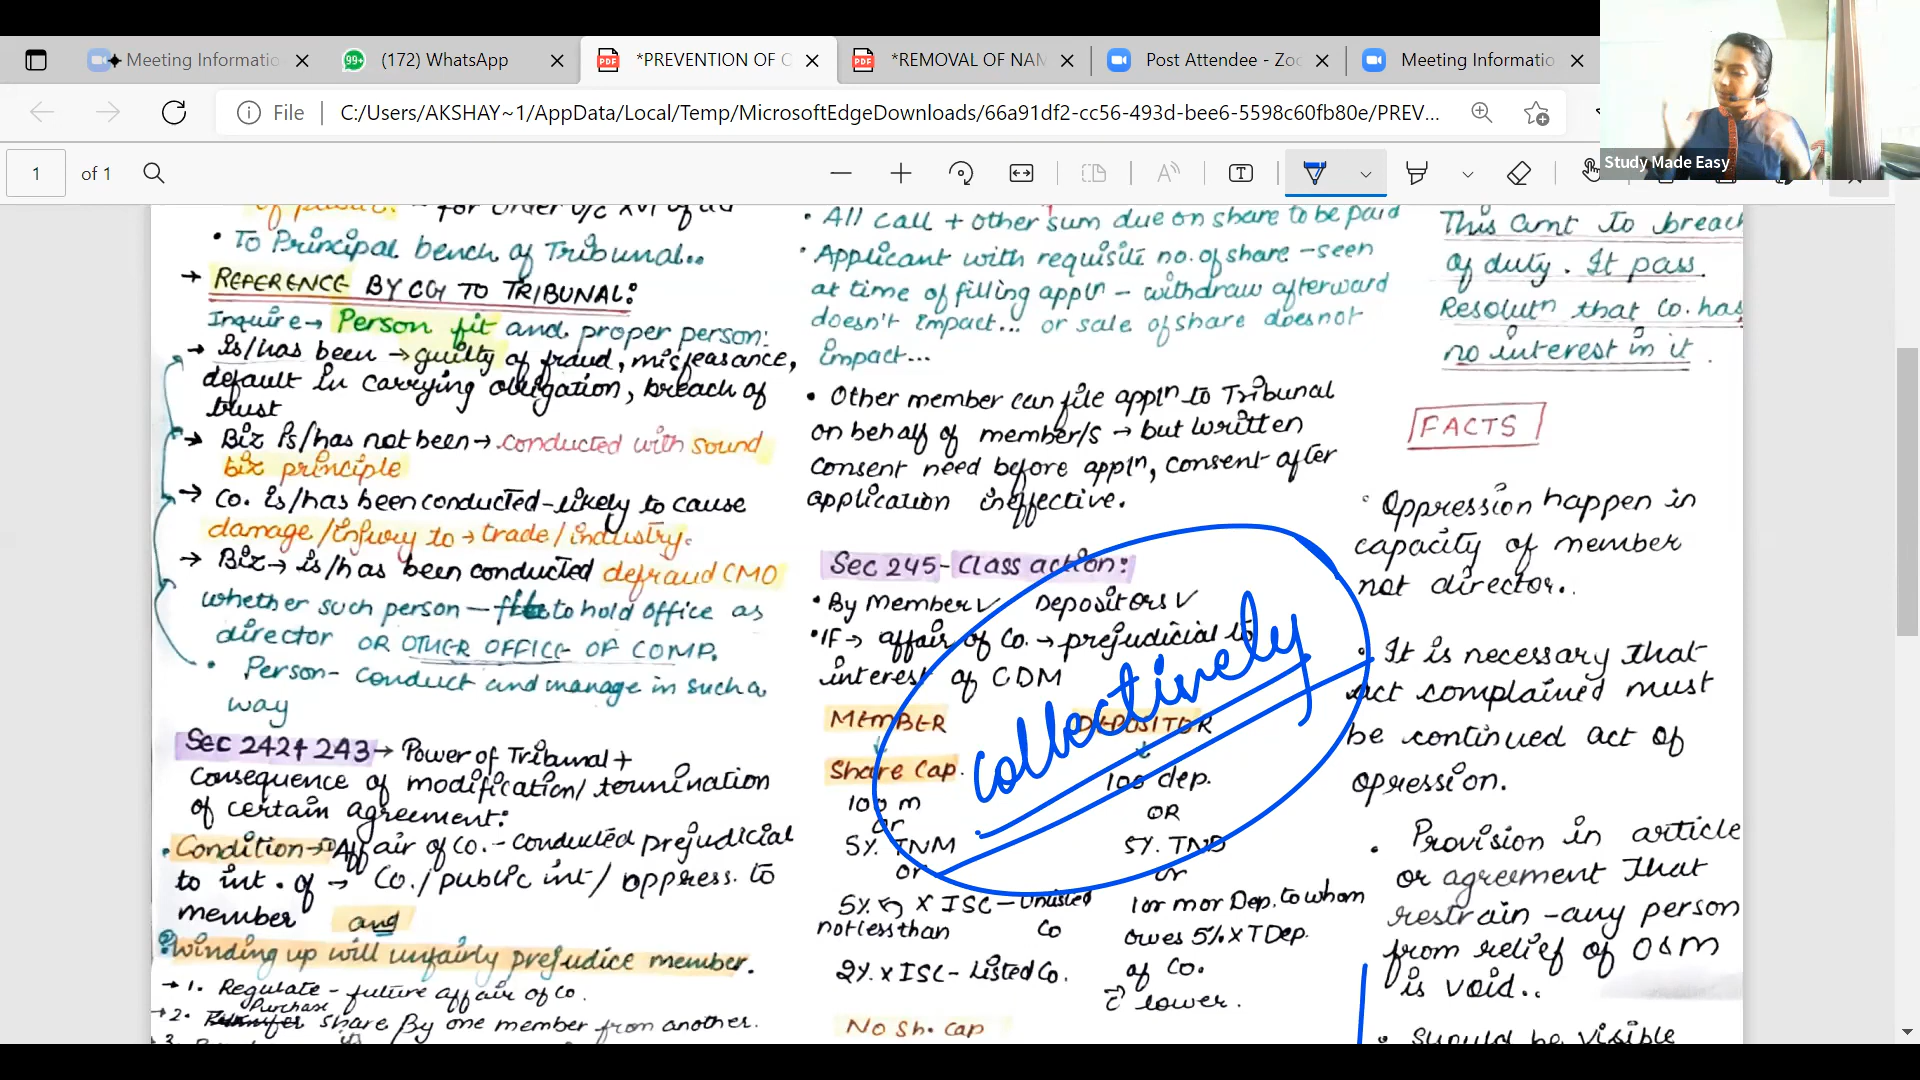 Meeting Informatio
(172) WhatsApp
*PREVENTION OF O
*REMOVAL OF NAM
Post Attendee - Zoo
Meeting Informatio
File
C:/Users/AKSHAY~1/AppData/Local/Temp/MicrosoftEdgeDownloads/66a91df2-cc56-493d-bee6-5598c60fb80e/PREV...
Study Made Easy
1 of 1
• To Principal bench of Tribunal..
→ REFERENCE BY CG TO TRIBUNAL:
Inquire → Person fit and proper person:
→ Is/has been → guilty of fraud, misfeasance,
default in carrying obligation, breach of
trust
→ Biz is/has not been → conducted with sound
biz principle
→ Co. is/has been conducted - likely to cause
damage/injury to → trade/industry.
→ Biz → is/has been conducted defraud CMO
whether such person — fit to hold office as
director OR OTHER OFFICE OF COMP.
• Person - conduct and manage in such a
way
Sec 242+243 → Power of Tribunal +
Consequence of modification/termination
of certain agreement:
• Condition → ① Affair of Co. - conducted prejudicial
to int. of → Co./public int/oppress. to
member and
② Winding up will unfairly prejudice member.
→ 1. Regulate - future affair of Co.
→ 2. Purchase share By one member from another.
3.
• All call + other sum due on share to be paid
• Applicant with requisite no. of share - seen
at time of filling appln - withdraw afterward
doesn't impact... or sale of share does not
impact...
• Other member can file appln to Tribunal
on behalf of member/s → but written
consent need before appln, consent after
application ineffective.
Sec 245 - Class action:
• By Member ✓ Depositors ✓
• IF → affair of Co. → prejudicial to
interest of CDM
collectively
MEMBER
Share Cap.
100 m
or
5% TNM
or
5% × ISC - Unlisted
not less than Co
2% × ISC - Listed Co.
No Sh. cap
DEPOSITOR
100 dep.
OR
5% TND
or
1 or mor Dep. to whom
owes 5% × T Dep.
of Co.
lower.
This amt to breach
of duty. It pass
Resolutn that Co. has
no interest in it.
FACTS
• Oppression happen in
capacity of member
not director..
• It is necessary that
act complained must
be continued act of
opression.
• Provision in article
or agreement that
restrain - any person
from relief of O&M
is void..
• Should be visible